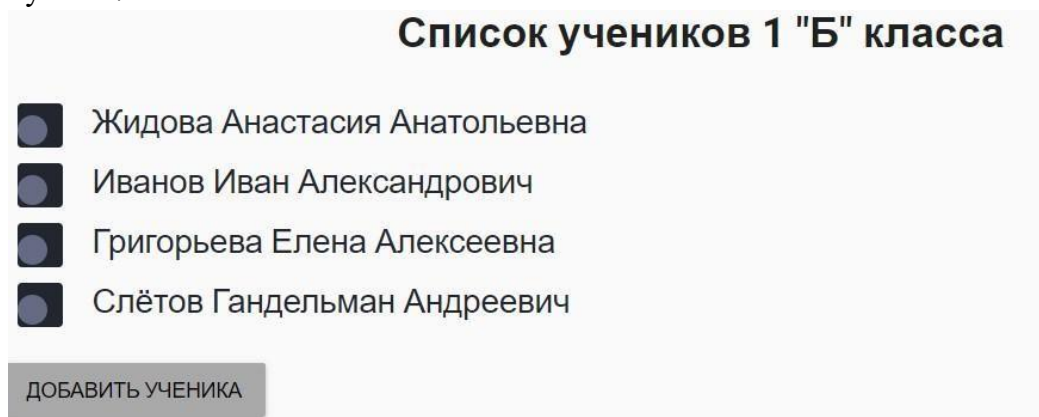 Список учеников 1 "Б" класса
Жидова Анастасия Анатольевна
Иванов Иван Александрович
Григорьева Елена Алексеевна
Слётов Гандельман Андреевич
ДОБАВИТЬ УЧЕНИКА